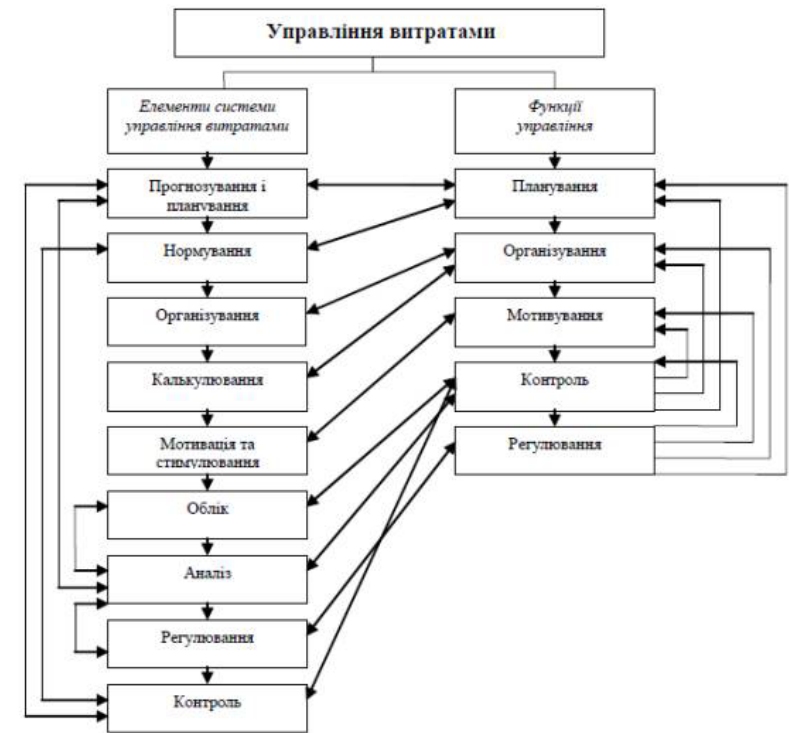 Управління витратами
Елементи системи
управління витратами
Функції
управління
Прогнозування і
планування
Планування
Нормування
Організування
Організування
Мотивування
Калькулювання
Контроль
Мотивація та
стимулювання
Регулювання
Облік
Аналіз
Регулювання
Контроль